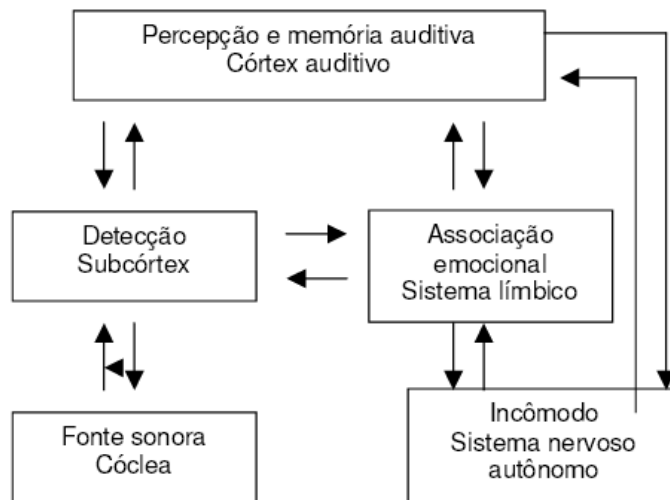 Percepção e memória auditiva
Córtex auditivo
Detecção
Subcórtex
Associação
emocional
Sistema límbico
Fonte sonora
Cóclea
Incômodo
Sistema nervoso
autônomo